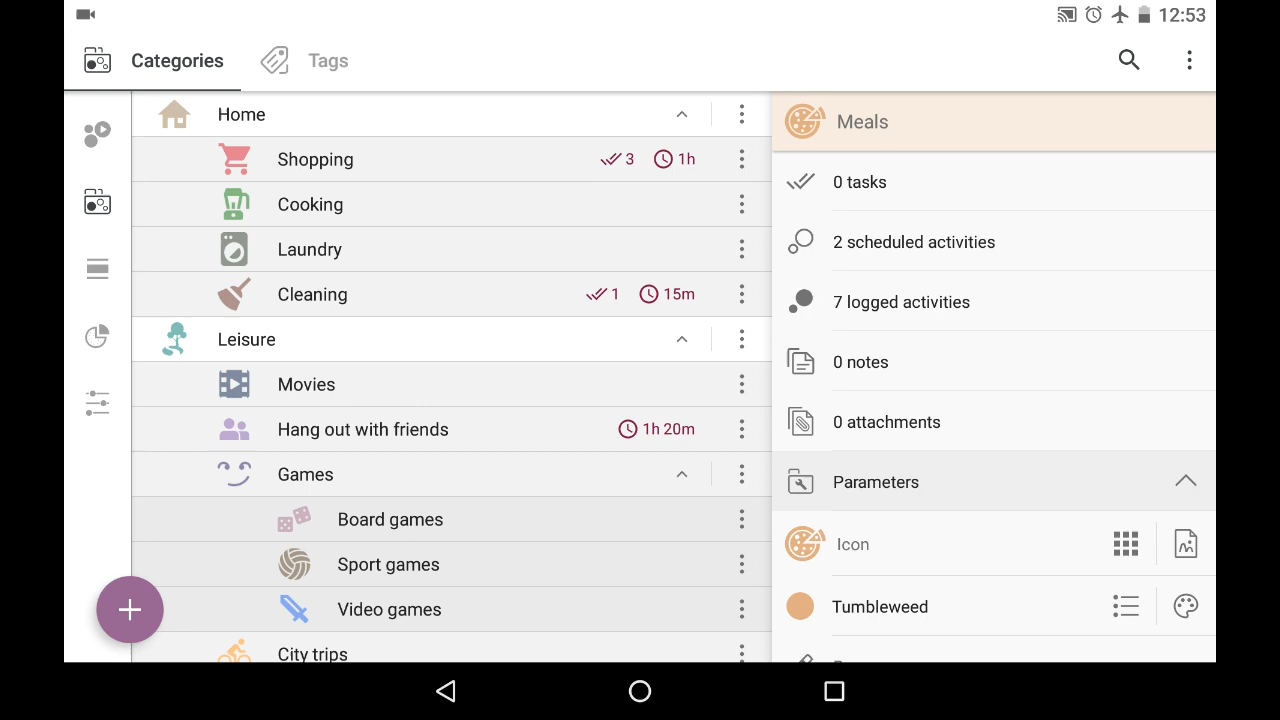 12:53
Categories
Tags
Home
Shopping 3 1h
Cooking
Laundry
Cleaning 1 15m
Leisure
Movies
Hang out with friends 1h 20m
Games
Board games
Sport games
Video games
City trips
Meals
0 tasks
2 scheduled activities
7 logged activities
0 notes
0 attachments
Parameters
Icon
Tumbleweed